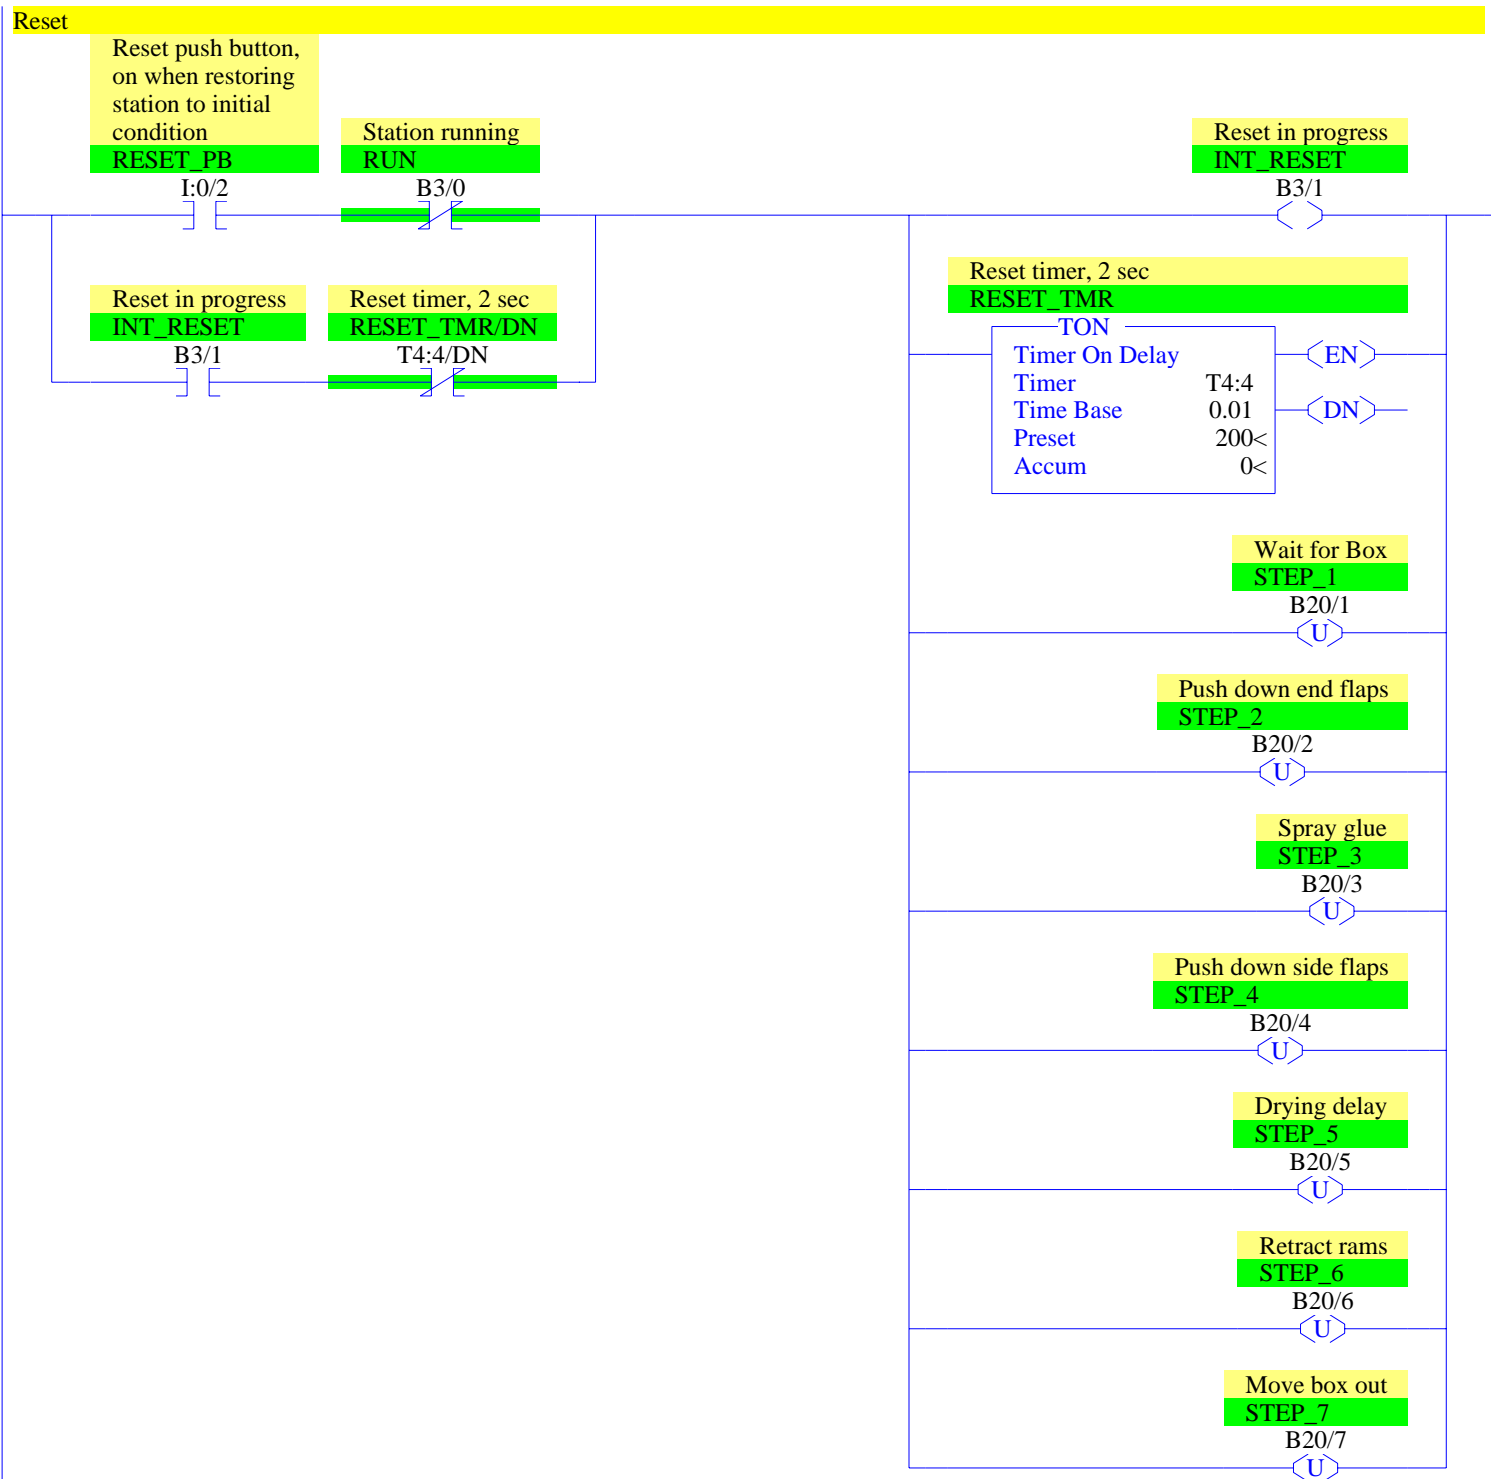 Reset
Reset push button,
on when restoring
station to initial
condition
RESET_PB
I:0/2
Station running
RUN
B3/0
Reset in progress
INT_RESET
B3/1
Reset in progress
INT_RESET
B3/1
Reset timer, 2 sec
RESET_TMR/DN
T4:4/DN
Reset timer, 2 sec
RESET_TMR
TON
Timer On Delay
Timer T4:4
Time Base 0.01
Preset 200<
Accum 0<
EN
DN
Wait for Box
STEP_1
B20/1
U
Push down end flaps
STEP_2
B20/2
U
Spray glue
STEP_3
B20/3
U
Push down side flaps
STEP_4
B20/4
U
Drying delay
STEP_5
B20/5
U
Retract rams
STEP_6
B20/6
U
Move box out
STEP_7
B20/7
U